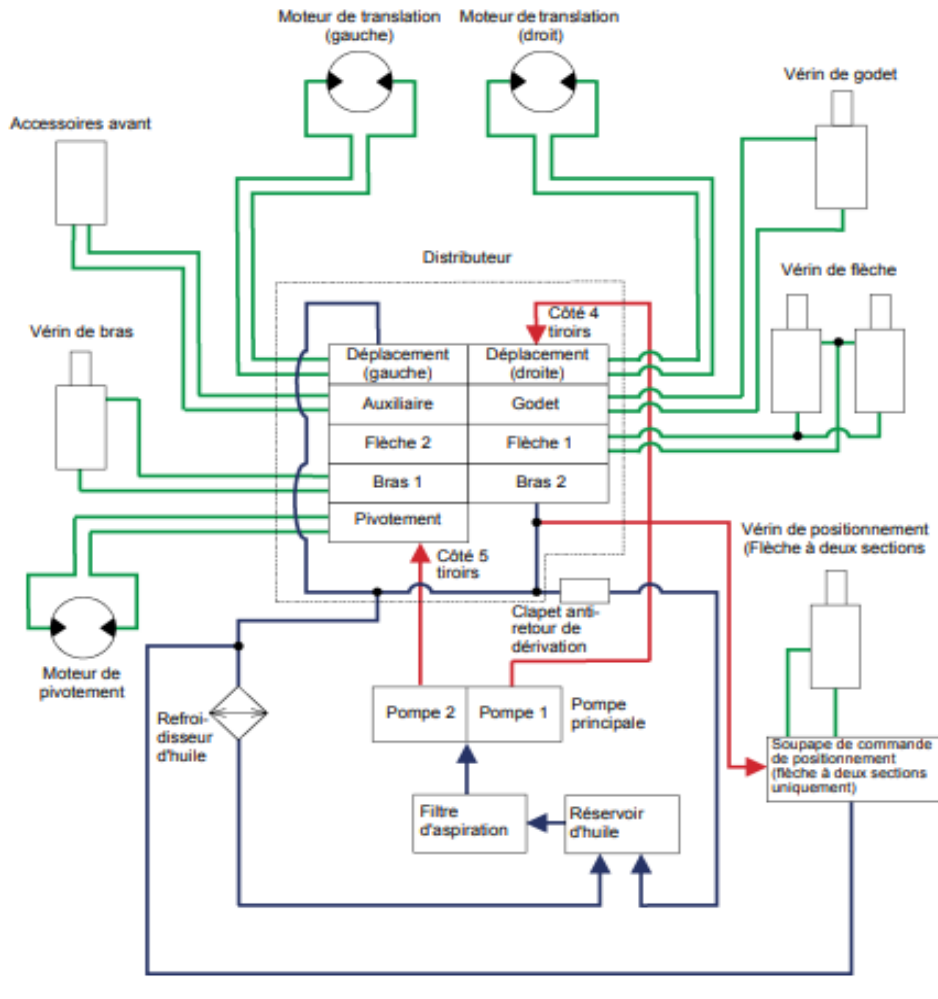 Moteur de translation
(gauche)
Moteur de translation
(droit)
Vérin de godet
Accessoires avant
Distributeur
Vérin de flèche
Côté 4
tiroirs
Vérin de bras
Déplacement
(gauche)
Déplacement
(droite)
Auxiliaire
Godet
Flèche 2
Flèche 1
Bras 1
Bras 2
Pivotement
Vérin de positionnement
(Flèche à deux sections
Côté 5
tiroirs
Clapet anti-
retour de
dérivation
Moteur de
pivotement
Refroi-
disseur
d'huile
Pompe 2
Pompe 1
Pompe
principale
Soupape de commande
de positionnement
(flèche à deux sections
uniquement)
Filtre
d'aspiration
Réservoir
d'huile